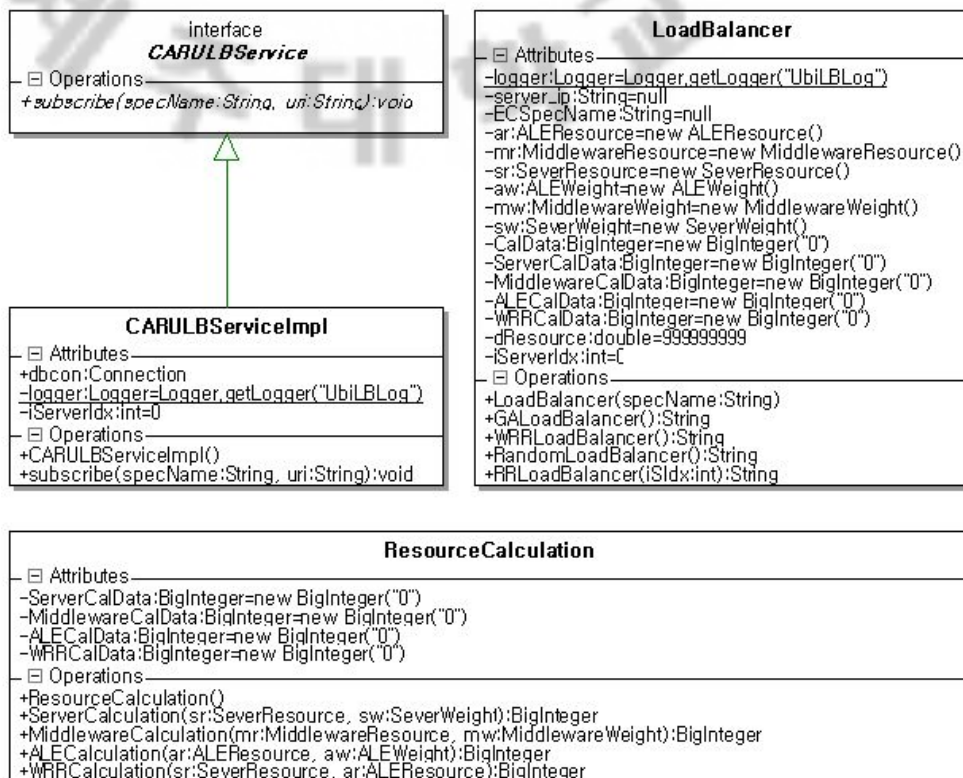 interface
CARULBService
Operations
+subscribe(specName:String, uri:String):void
CARULBServiceImpl
Attributes
+dbcon:Connection
-logger:Logger=Logger.getLogger("UbiLBLog")
-iServerIdx:int=0
Operations
+CARULBServiceImpl()
+subscribe(specName:String, uri:String):void
LoadBalancer
Attributes
-logger:Logger=Logger.getLogger("UbiLBLog")
-server_ip:String=null
-ECSpecName:String=null
-ar:ALEResource=new ALEResource()
-mr:MiddlewareResource=new MiddlewareResource()
-sr:SeverResource=new SeverResource()
-aw:ALEWeight=new ALEWeight()
-mw:MiddlewareWeight=new MiddlewareWeight()
-sw:SeverWeight=new SeverWeight()
-CalData:BigInteger=new BigInteger("0")
-ServerCalData:BigInteger=new BigInteger("0")
-MiddlewareCalData:BigInteger=new BigInteger("0")
-ALECalData:BigInteger=new BigInteger("0")
-WRRCalData:BigInteger=new BigInteger("0")
-dResource:double=999999999
-iServerIdx:int=0
Operations
+LoadBalancer(specName:String)
+GALoadBalancer():String
+WRRLoadBalancer():String
+RandomLoadBalancer():String
+RRLoadBalancer(iSIdx:int):String
ResourceCalculation
Attributes
-ServerCalData:BigInteger=new BigInteger("0")
-MiddlewareCalData:BigInteger=new BigInteger("0")
-ALECalData:BigInteger=new BigInteger("0")
-WRRCalData:BigInteger=new BigInteger("0")
Operations
+ResourceCalculation()
+ServerCalculation(sr:SeverResource, sw:SeverWeight):BigInteger
+MiddlewareCalculation(mr:MiddlewareResource, mw:MiddlewareWeight):BigInteger
+ALECalculation(ar:ALEResource, aw:ALEWeight):BigInteger
+WRRCalculation(sr:SeverResource, ar:ALEResource):BigInteger